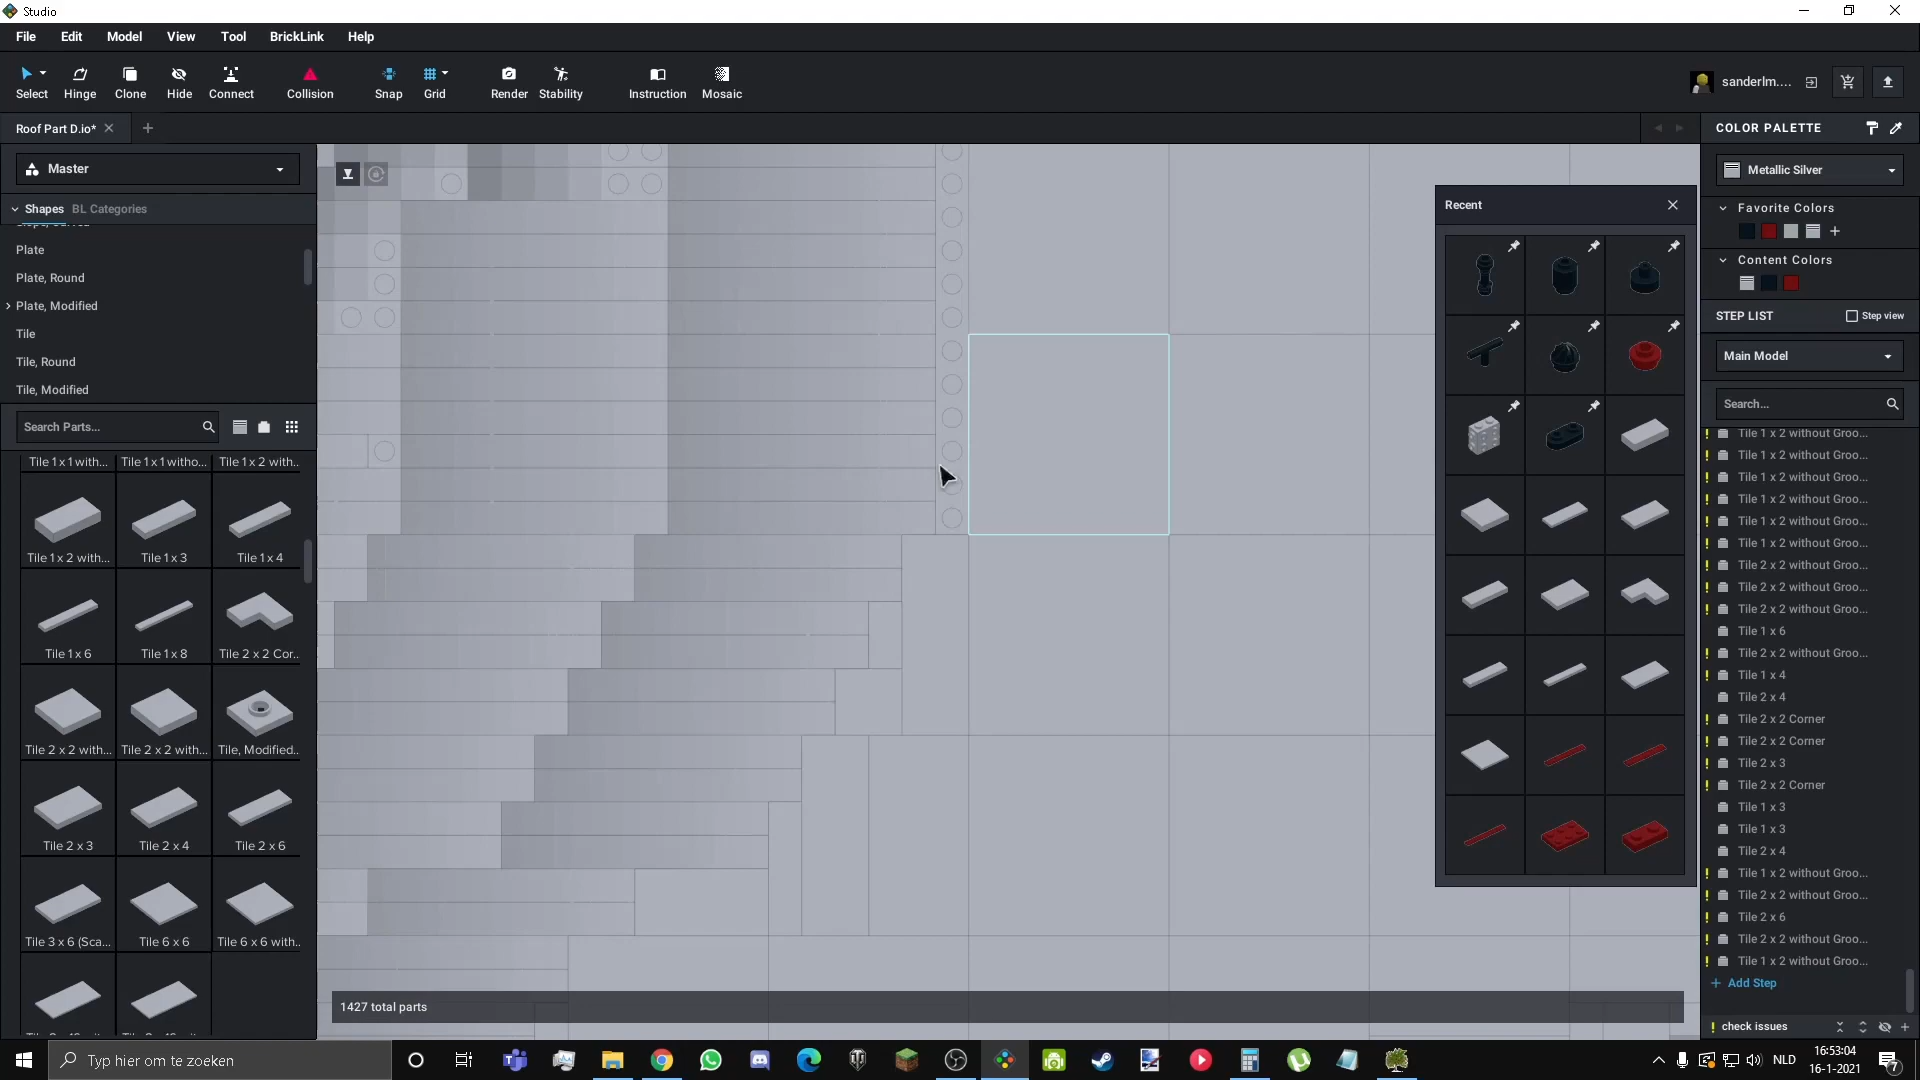 Studio
File Edit Model View Tool BrickLink Help
Select Hinge Clone Hide Connect Collision Snap Grid Render Stability Instruction Mosaic
sanderlm....
Roof Part D.io*
COLOR PALETTE
Master
Metallic Silver
Shapes BL Categories
Favorite Colors
Plate
Content Colors
Plate, Round
Plate, Modified
Tile
Tile, Round
Tile, Modified
STEP LIST
Step view
Main Model
Search...
Recent
Search Parts...
Tile 1 x 1 with... Tile 1 x 1 witho... Tile 1 x 2 with..
Tile 1 x 2 with... Tile 1 x 3 Tile 1 x 4
Tile 1 x 6 Tile 1 x 8 Tile 2 x 2 Cor..
Tile 2 x 2 with... Tile 2 x 2 with... Tile, Modified..
Tile 2 x 3 Tile 2 x 4 Tile 2 x 6
Tile 3 x 6 (Sca... Tile 6 x 6 Tile 6 x 6 with..
Tile 1 x 2 without Groo...
Tile 1 x 2 without Groo...
Tile 1 x 2 without Groo...
Tile 1 x 2 without Groo...
Tile 1 x 2 without Groo...
Tile 1 x 2 without Groo...
Tile 2 x 2 without Groo...
Tile 2 x 2 without Groo...
Tile 2 x 2 without Groo...
Tile 1 x 6
Tile 2 x 2 without Groo...
Tile 1 x 4
Tile 2 x 4
Tile 2 x 2 Corner
Tile 2 x 2 Corner
Tile 2 x 3
Tile 2 x 2 Corner
Tile 1 x 3
Tile 1 x 3
Tile 2 x 4
Tile 1 x 2 without Groo...
Tile 2 x 2 without Groo...
Tile 2 x 6
Tile 2 x 2 without Groo...
Tile 1 x 2 without Groo...
+ Add Step
1427 total parts
check issues
Typ hier om te zoeken
NLD
16:53:04
16-1-2021
7